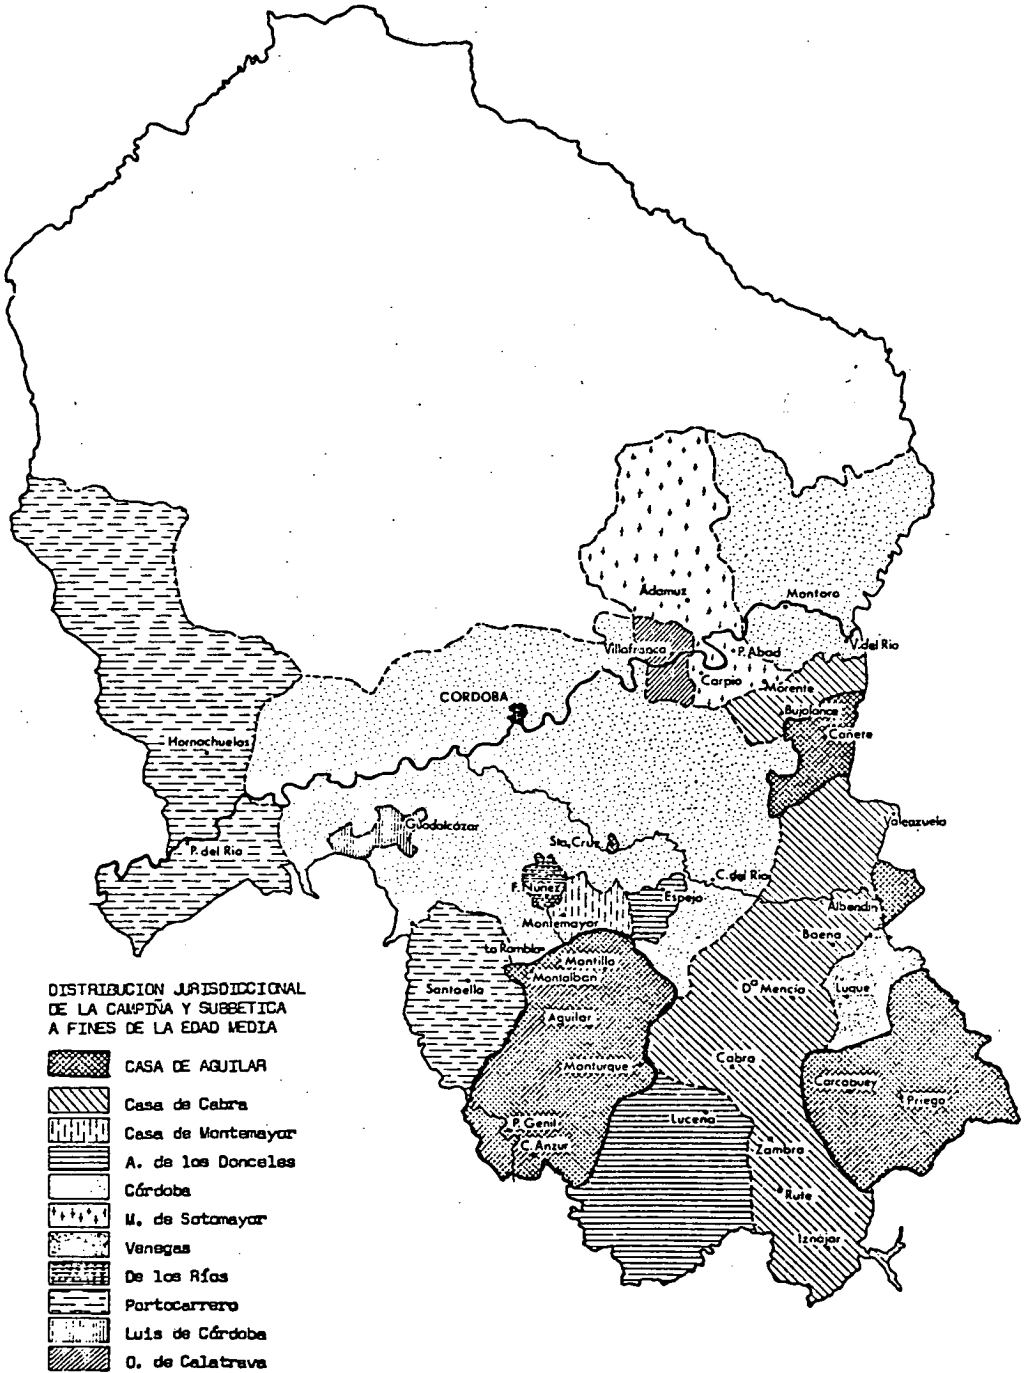 Adamuz
Montoro
Villafranca
P. Abad
V. del Rio
Carpio
Morente
CORDOBA
Bujalance
Cañete
Hornachuelos
Guadalcázar
Valenzuela
Sta. Cruz
P. del Rio
C. del Rio
F. Nuñez
Espejo
Albendin
Montemayor
Baena
La Rambla
Montilla
Montalban
Santaella
Dª Mencia
Luque
Aguilar
Monturque
Cabra
Carcabuey
Priego
P. Genil
Lucena
C. Anzur
Zambra
Rute
Iznájar
DISTRIBUCION JURISDICCIONAL
DE LA CAMPIÑA Y SUBBETICA
A FINES DE LA EDAD MEDIA
CASA DE AGUILAR
Casa de Cabra
Casa de Montemayor
A. de los Donceles
Córdoba
M. de Sotomayor
Venegas
De los Ríos
Portocarrero
Luis de Córdoba
O. de Calatrava